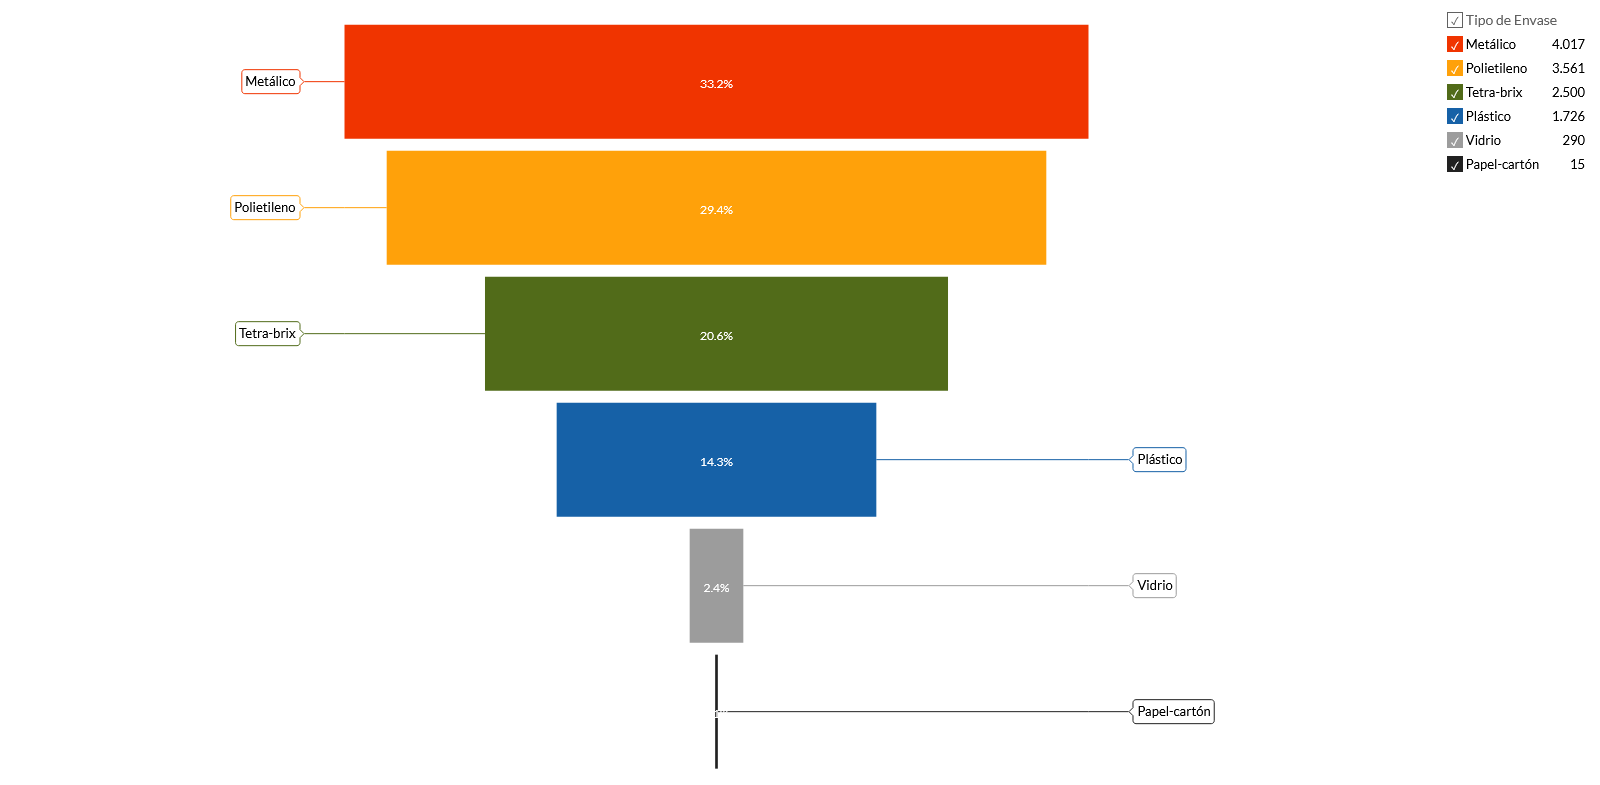 Metálico
33.2%
Polietileno
29.4%
Tetra-brix
20.6%
14.3%
Plástico
2.4%
Vidrio
Papel-cartón
Tipo de Envase
Metálico 4.017
Polietileno 3.561
Tetra-brix 2.500
Plástico 1.726
Vidrio 290
Papel-cartón 15